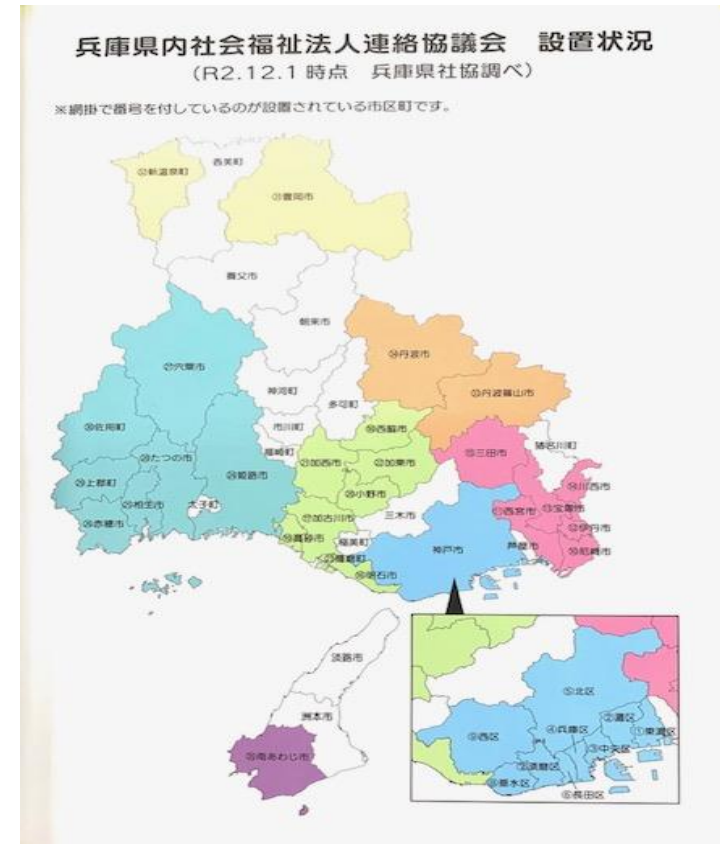 兵庫県内社会福祉法人連絡協議会　設置状況
(R2.12.1 時点　兵庫県社協調べ)
※網掛で番号を付しているのが設置されている市区町です。
香美町
新温泉町
豊岡市
養父市
朝来市
丹波市
宍粟市
神河町
多可町
丹波篠山市
佐用町
市川町
西脇市
猪名川町
福崎町
三田市
たつの市
姫路市
加西市
加東市
上郡町
相生市
太子町
小野市
川西市
赤穂市
加古川市
三木市
西宮市
宝塚市
高砂市
稲美町
神戸市
芦屋市
伊丹市
播磨町
尼崎市
明石市
淡路市
洲本市
南あわじ市
⑤北区
②灘区
④兵庫区
①東灘区
⑨西区
③中央区
⑦須磨区
⑧垂水区
⑥長田区